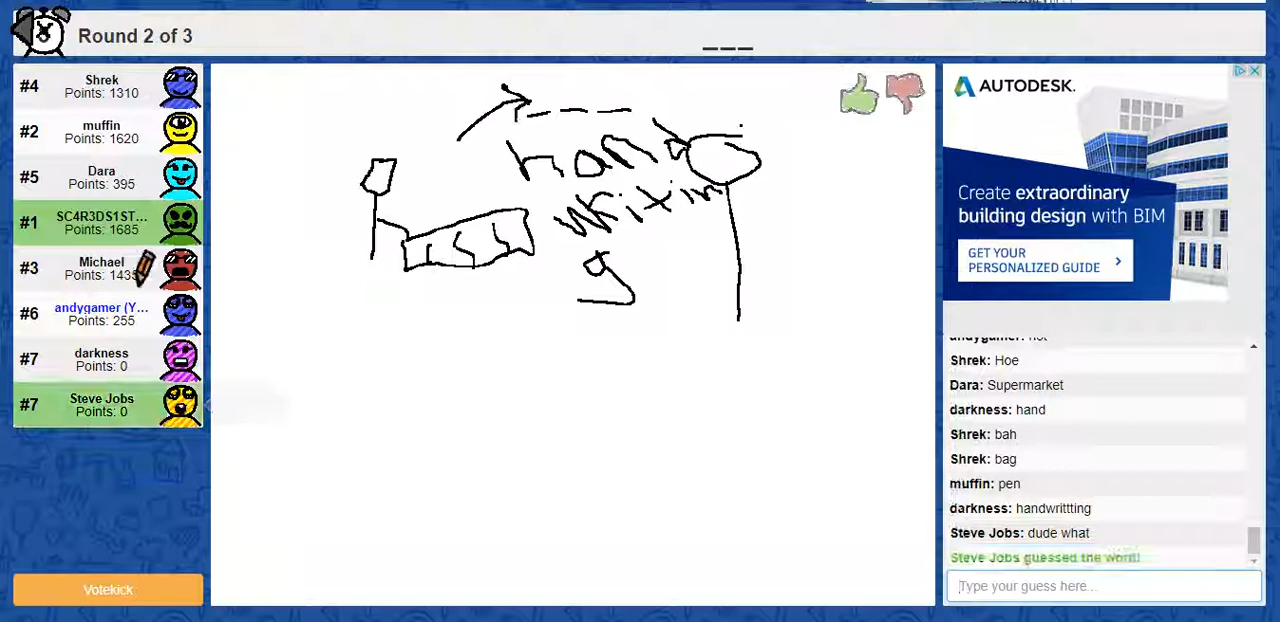 Round 2 of 3
___
#4 Shrek
Points: 1310
#2 muffin
Points: 1620
#5 Dara
Points: 395
#1 SC4R3DS1ST...
Points: 1685
#3 Michael
Points: 1435
#6 andygamer (Y...
Points: 255
#7 darkness
Points: 0
#7 Steve Jobs
Points: 0
Votekick
AUTODESK.
Create extraordinary
building design with BIM
GET YOUR
PERSONALIZED GUIDE
Shrek: Hoe
Dara: Supermarket
darkness: hand
Shrek: bah
Shrek: bag
muffin: pen
darkness: handwrittting
Steve Jobs: dude what
Steve Jobs guessed the word!
Type your guess here...